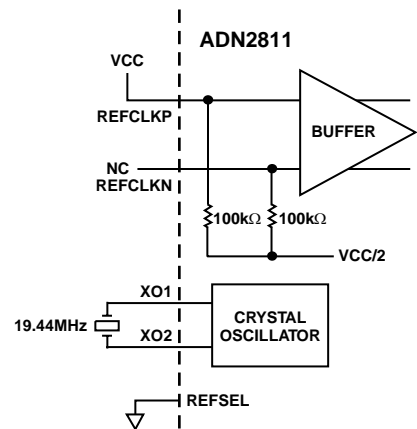 ADN2811
VCC
REFCLKP
BUFFER
NC
REFCLKN
100kΩ 100kΩ
VCC/2
XO1
19.44MHz
CRYSTAL
OSCILLATOR
XO2
REFSEL